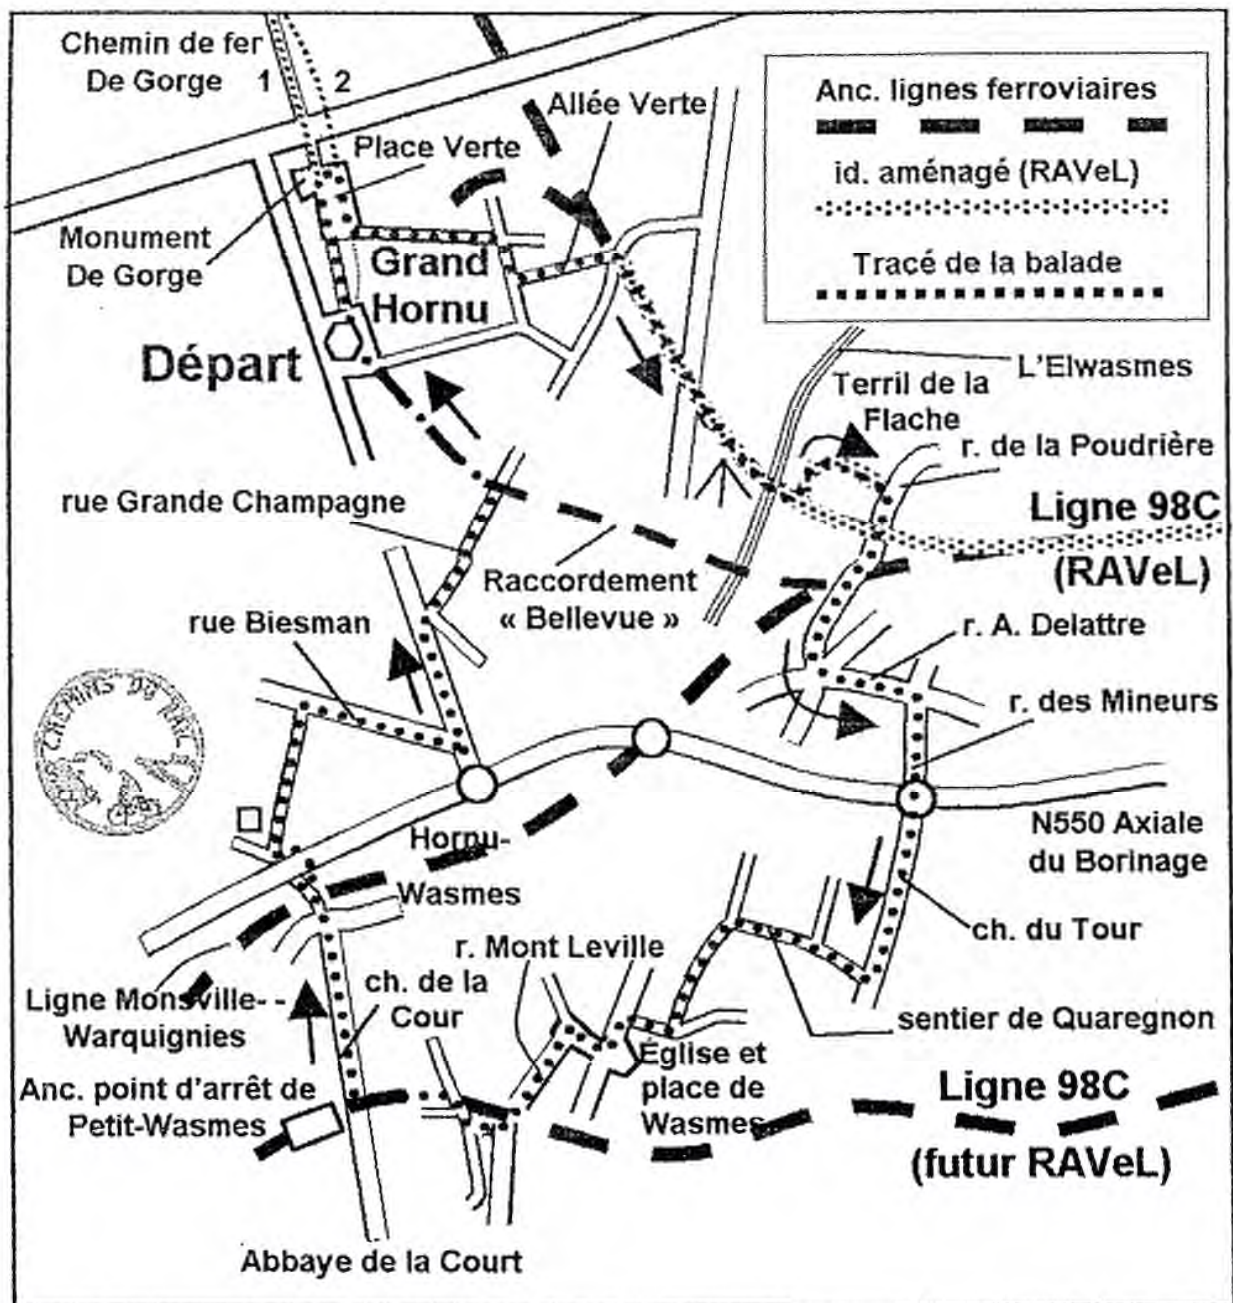 Chemin de fer
De Gorge 1 2
Allée Verte
Place Verte
Monument
De Gorge
Grand
Hornu
Départ
Anc. lignes ferroviaires
id. aménagé (RAVeL)
Tracé de la balade
L'Elwasmes
Terril de la
Flache
r. de la Poudrière
rue Grande Champagne
Ligne 98C
(RAVeL)
Raccordement
« Bellevue »
rue Biesman
r. A. Delattre
r. des Mineurs
CHEMINS DU RAIL
Hornu-
Wasmes
N550 Axiale
du Borinage
ch. du Tour
r. Mont Leville
ch. de la
Cour
Ligne Monsville- -
Warquignies
sentier de Quaregnon
Anc. point d'arrêt de
Petit-Wasmes
Église et
place de
Wasmes
Ligne 98C
(futur RAVeL)
Abbaye de la Court